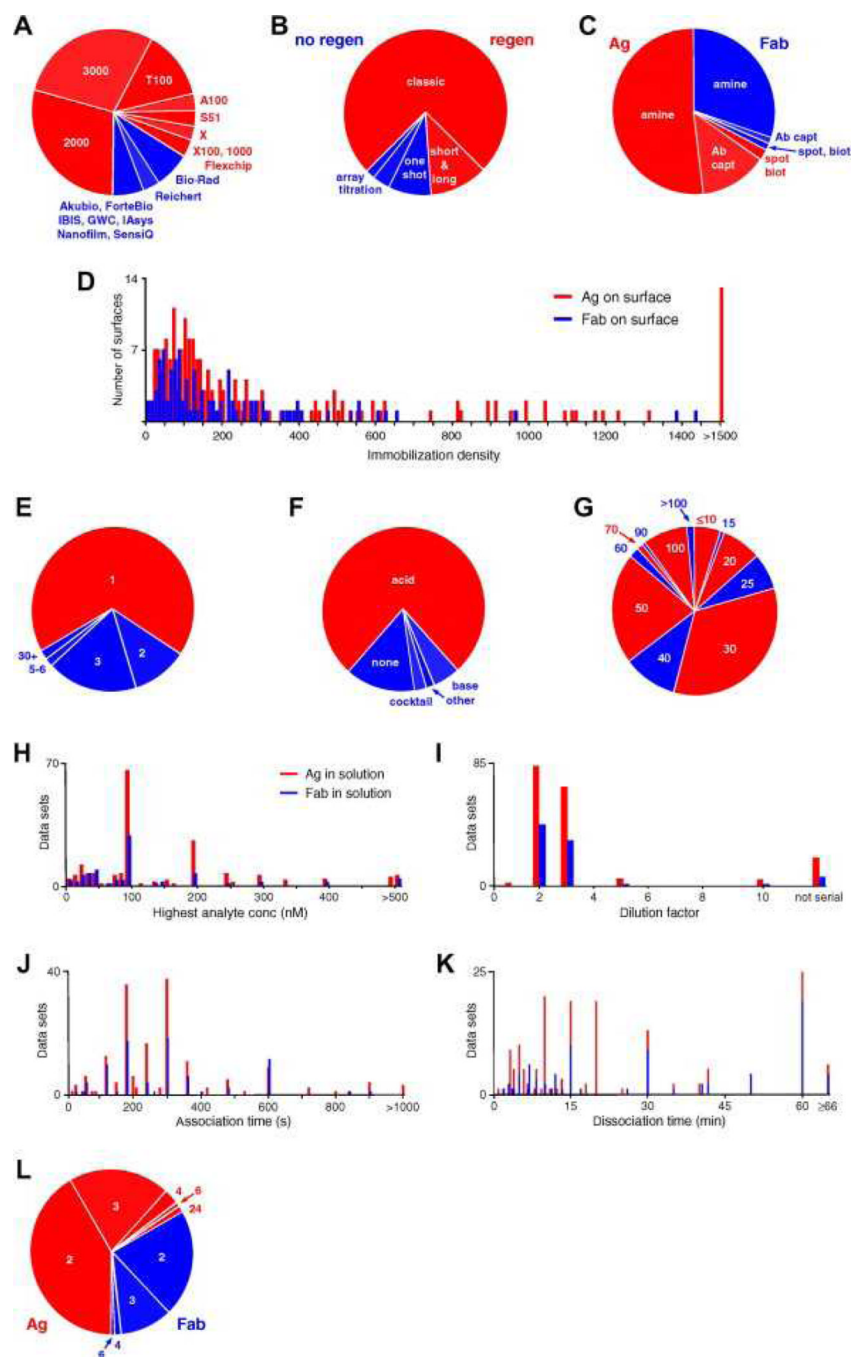 A
3000
T100
A100
S51
X
X100, 1000
Flexchip
Bio-Rad
Reichert
2000
Akubio, ForteBio
IBIS, GWC, IAsys
Nanofilm, SensiQ
B
no regen
regen
classic
array
titration
one
shot
short
&
long
C
Ag
Fab
amine
amine
Ab capt
spot, biot
spot
biot
Ab
capt
D
14
7
Number of surfaces
Ag on surface
Fab on surface
0
200
400
600
800
1000
1200
1400
>1500
Immobilization density
E
1
2
3
5-6
30+
F
acid
none
cocktail
other
base
G
>100
≤10
15
20
25
30
40
50
60
70
90
100
H
70
0
Data sets
Ag in solution
Fab in solution
100
200
300
400
>500
Highest analyte conc (nM)
I
85
0
Data sets
2
4
6
8
10
not serial
Dilution factor
J
40
0
Data sets
0
200
400
600
800
>1000
Association time (s)
K
25
0
Data sets
0
15
30
45
60
≥66
Dissociation time (min)
L
3
4
6
24
2
2
3
4
6
Ag
Fab